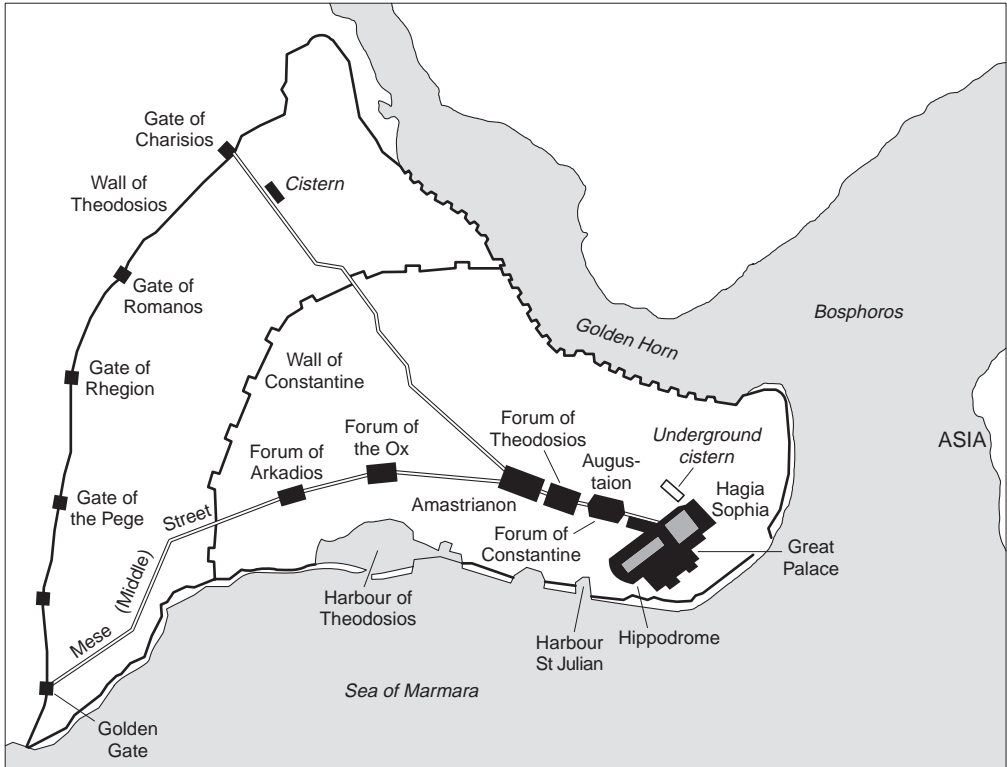 Gate of
Charisios
Cistern
Wall of
Theodosios
Gate of
Romanos
Golden Horn
Bosphoros
Gate of
Rhegion
Wall of
Constantine
ASIA
Forum of
the Ox
Forum of
Arkadios
Forum of
Theodosios
Augus-
taion
Underground
cistern
Hagia
Sophia
Gate of
the Pege
Amastrianon
Forum of
Constantine
Great
Palace
Mese (Middle) Street
Harbour of
Theodosios
Harbour
St Julian
Hippodrome
Sea of Marmara
Golden
Gate